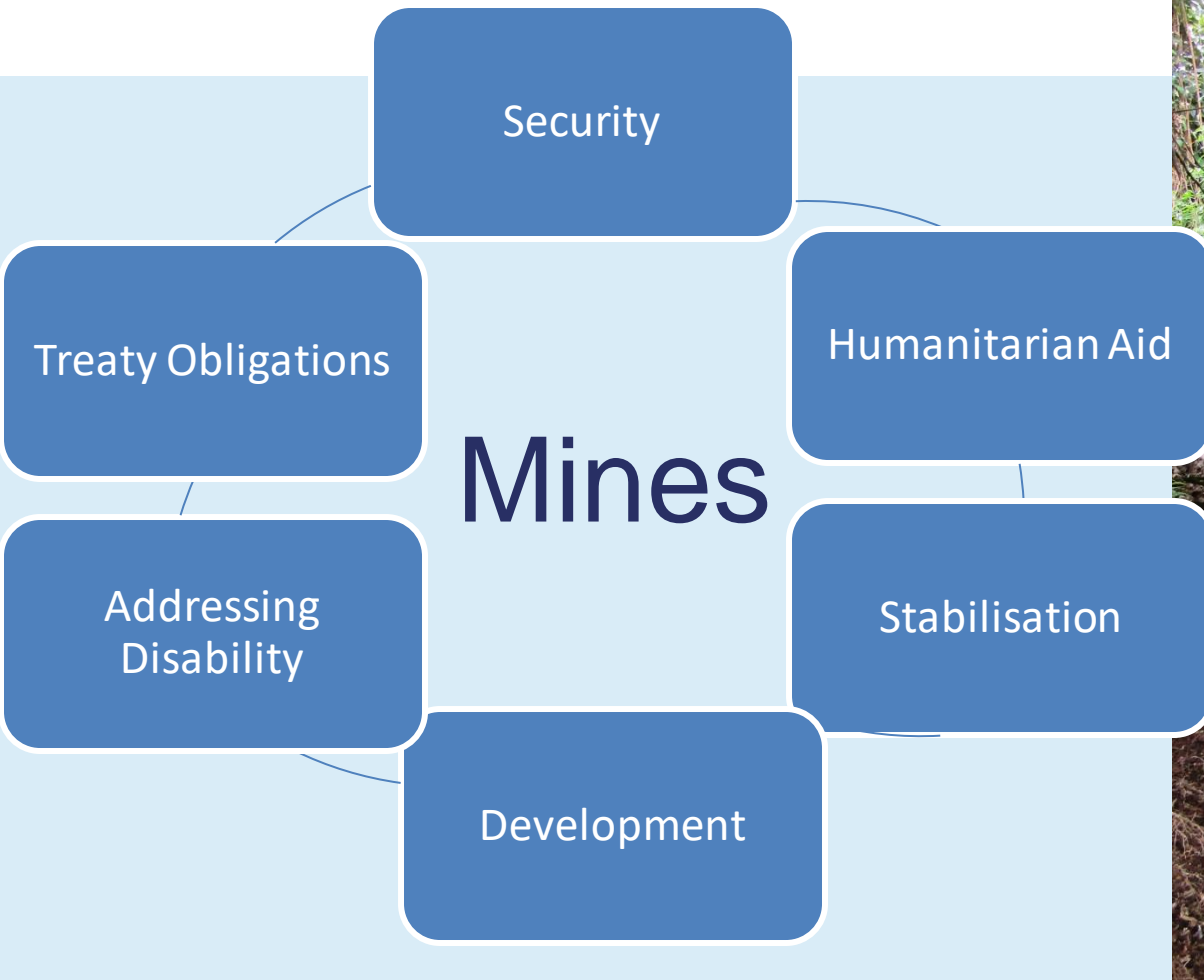 Security
Humanitarian Aid
Treaty Obligations
Mines
Stabilisation
Addressing
Disability
Development